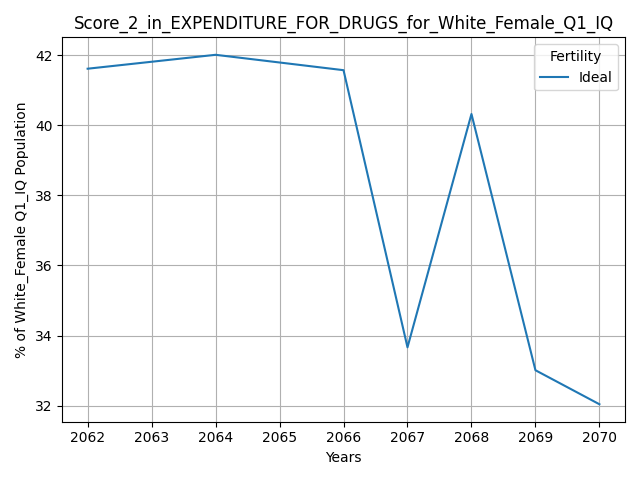 Score_2_in_EXPENDITURE_FOR_DRUGS_for_White_Female_Q1_IQ
Fertility
Ideal
% of White_Female Q1_IQ Population
42
40
38
36
34
32
2062 2063 2064 2065 2066 2067 2068 2069 2070
Years